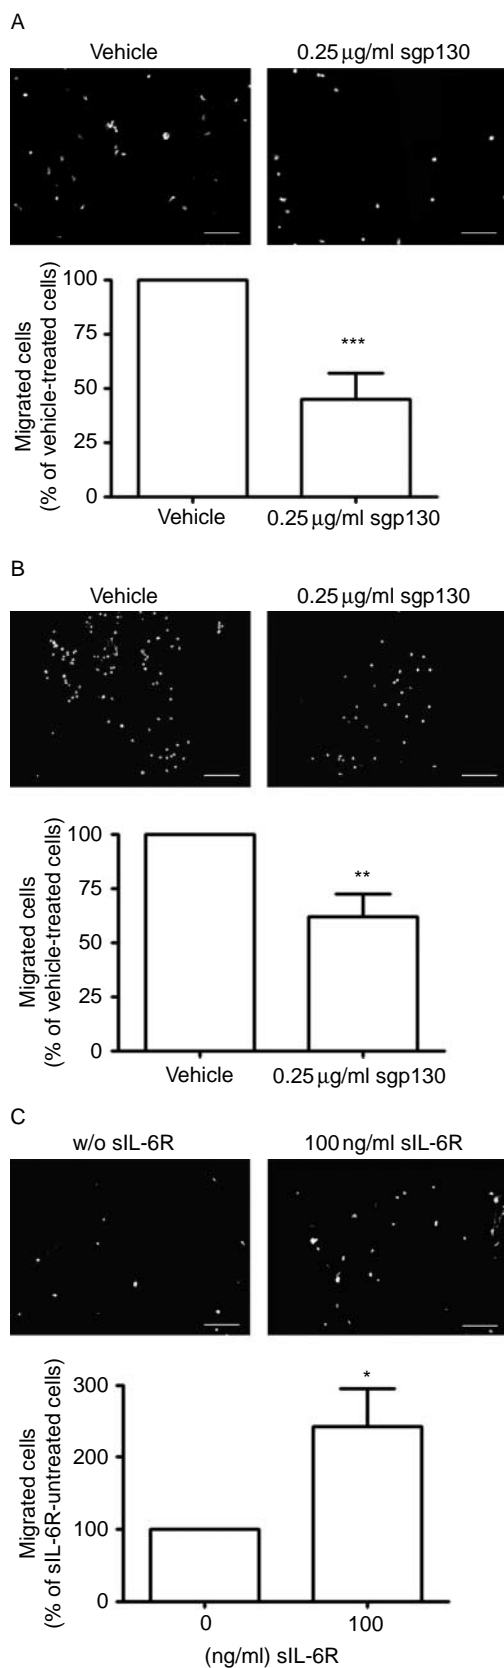 A
Vehicle 0.25 µg/ml sgp130
Migrated cells
(% of vehicle-treated cells)
100
75
50
25
0
***
Vehicle 0.25 µg/ml sgp130
B
Vehicle 0.25 µg/ml sgp130
Migrated cells
(% of vehicle-treated cells)
100
75
50
25
0
**
Vehicle 0.25 µg/ml sgp130
C
w/o sIL-6R 100 ng/ml sIL-6R
Migrated cells
(% of sIL-6R-untreated cells)
300
200
100
0
*
0 100
(ng/ml) sIL-6R